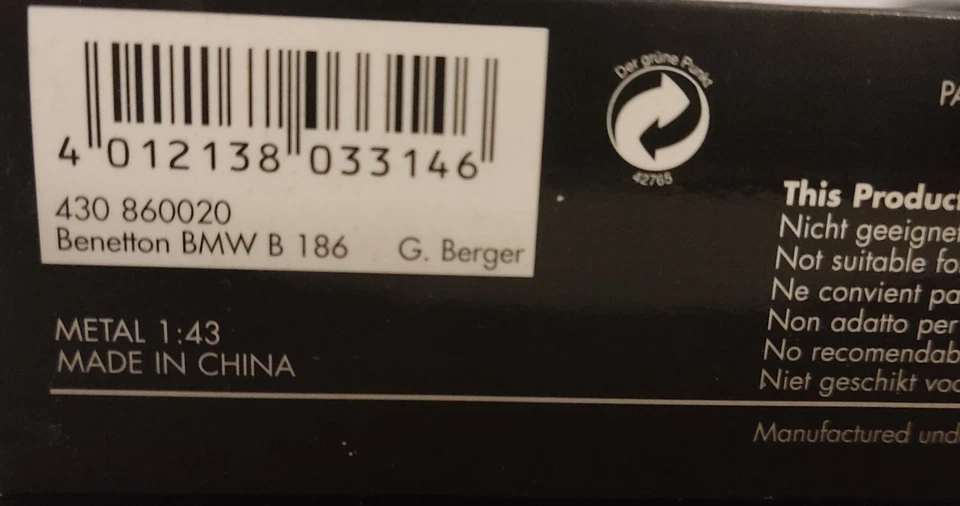 4 012138 033146
430 860020
Benetton BMW B 186 G. Berger
METAL 1:43
MADE IN CHINA
Der grüne Punkt
42765
PA
This Product
Nicht geeignet
Not suitable fo
Ne convient pa
Non adatto per
No recomendab
Niet geschikt voo
Manufactured und